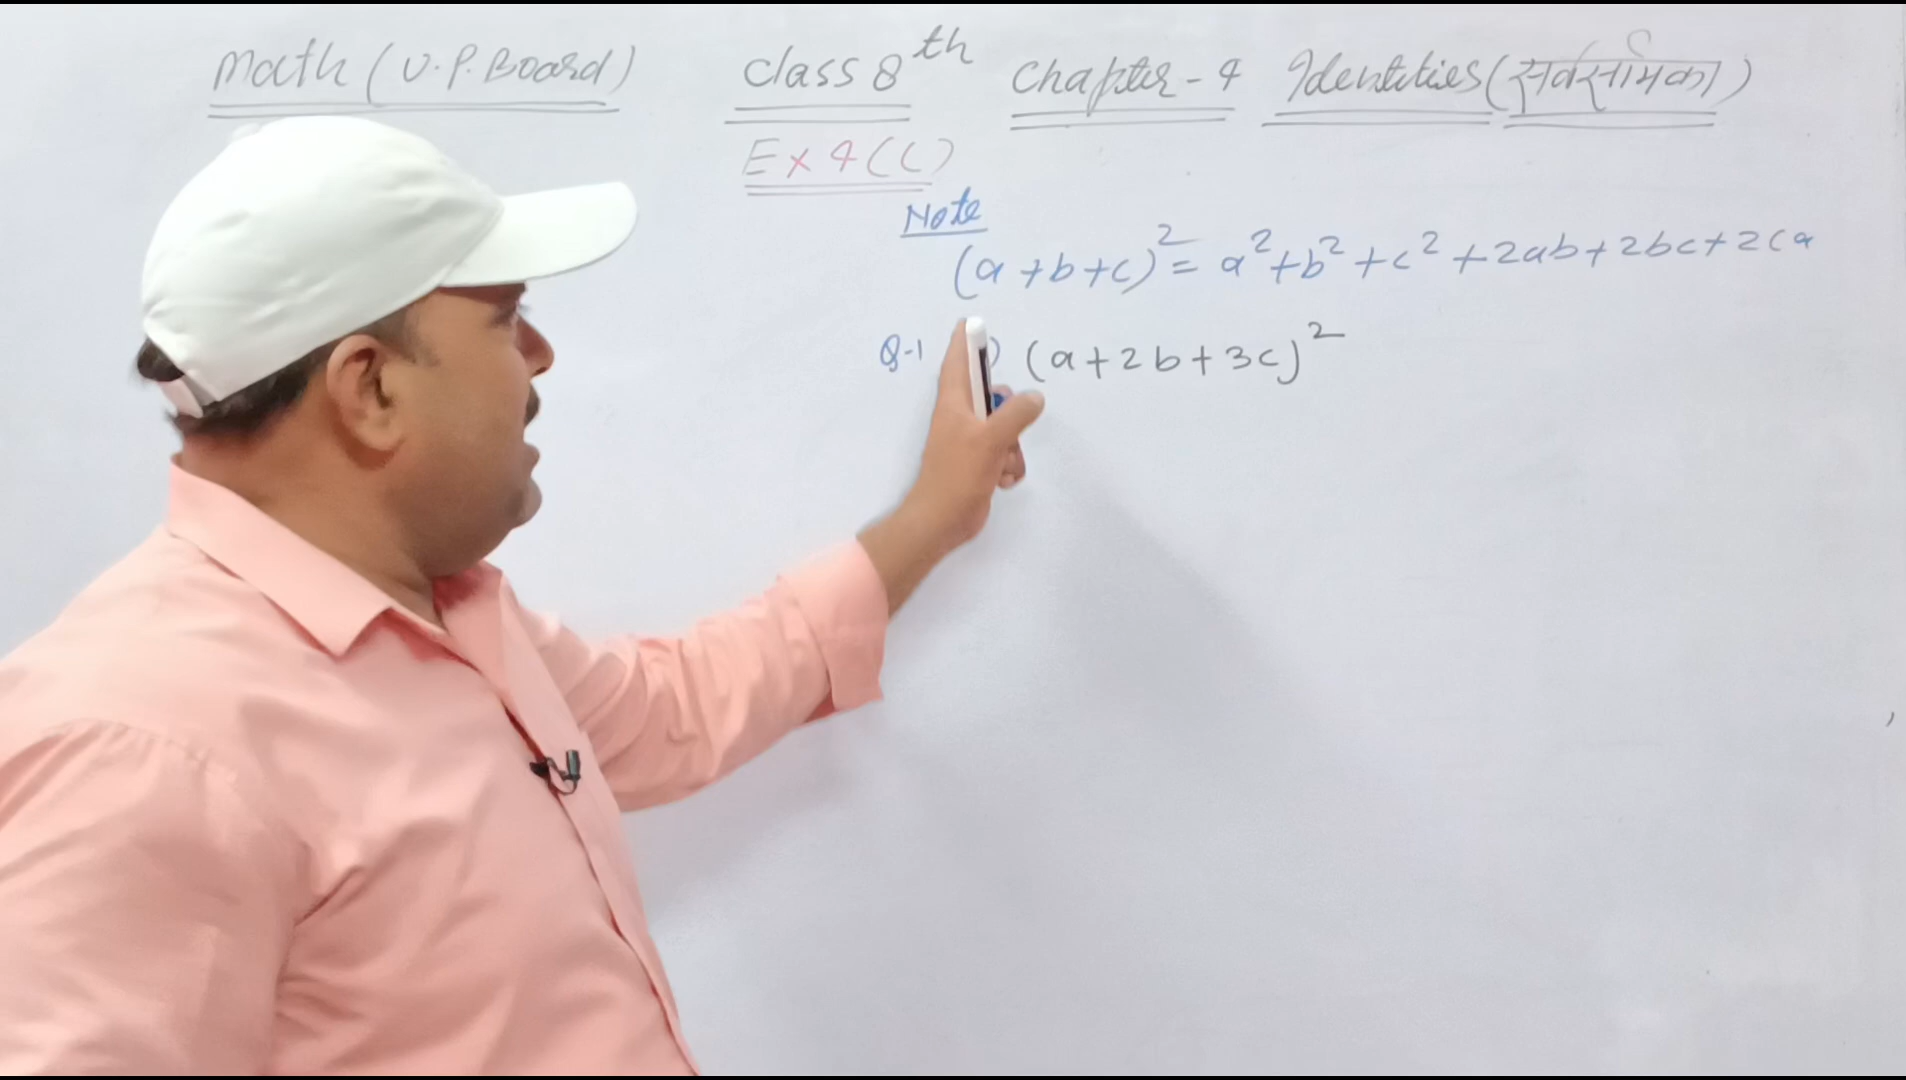 Math (U.P. Board) Class 8th Chapter - 4 Identities (सर्वसमिका)
Ex 4(C)
Note
(a+b+c)² = a²+b²+c²+2ab+2bc+2ca
Q-1 ) (a+2b+3c)²